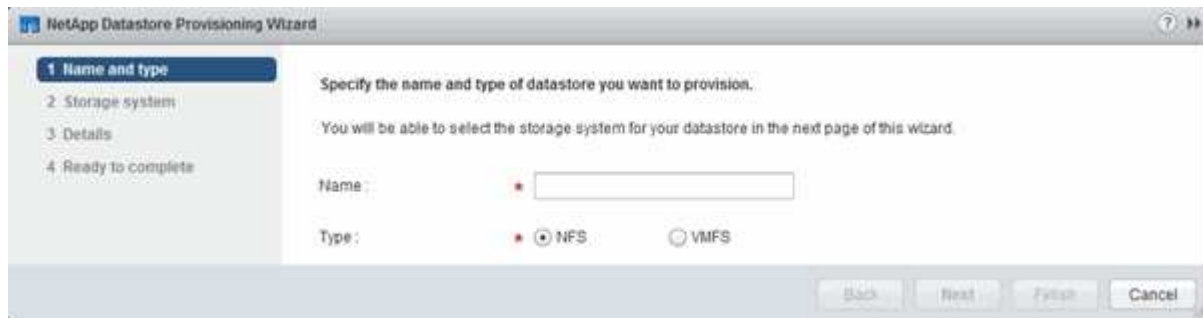 NetApp Datastore Provisioning Wizard
?
1 Name and type
2 Storage system
3 Details
4 Ready to complete
Specify the name and type of datastore you want to provision.
You will be able to select the storage system for your datastore in the next page of this wizard.
Name : *
Type : * NFS VMFS
Back Next Finish Cancel